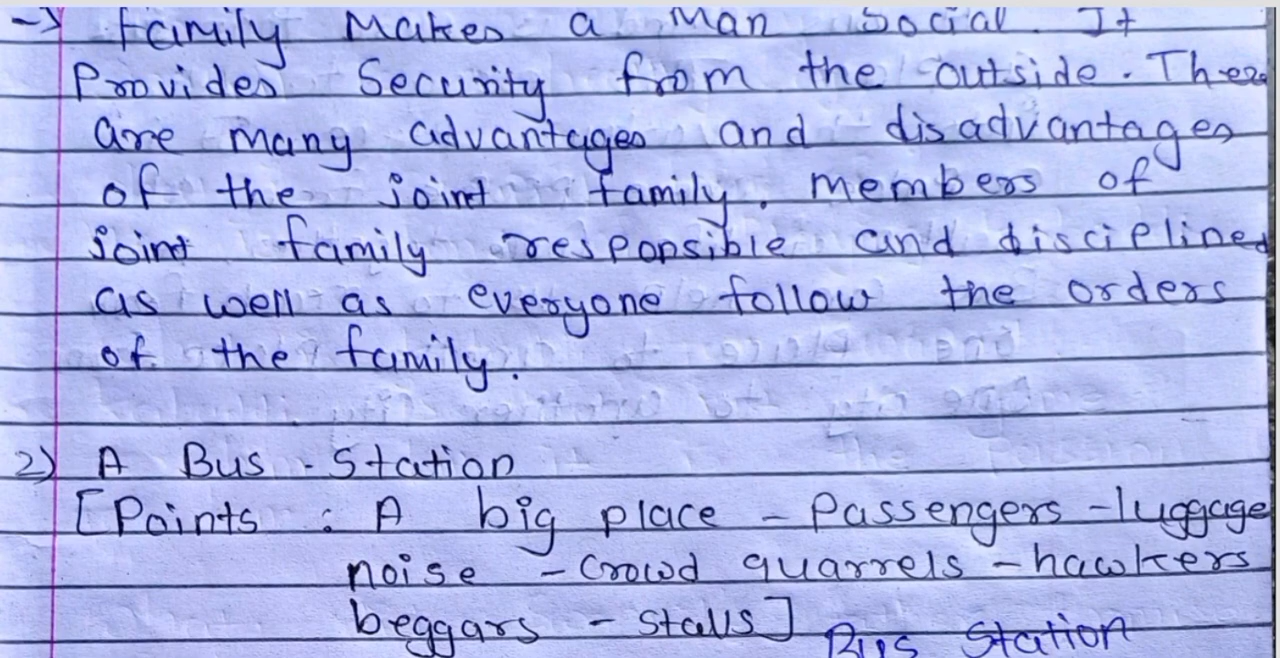 → family Makes a Man Social. It
Provides Security from the outside. There
are many advantages and disadvantages
of the joint family. members of
joint family responsible and disciplined
as well as everyone follow the orders
of the family.
2) A Bus - Station
[Points : A big place - Passengers - luggage
noise - Crowd quarrels - hawkers
beggars - stalls]
Bus Station